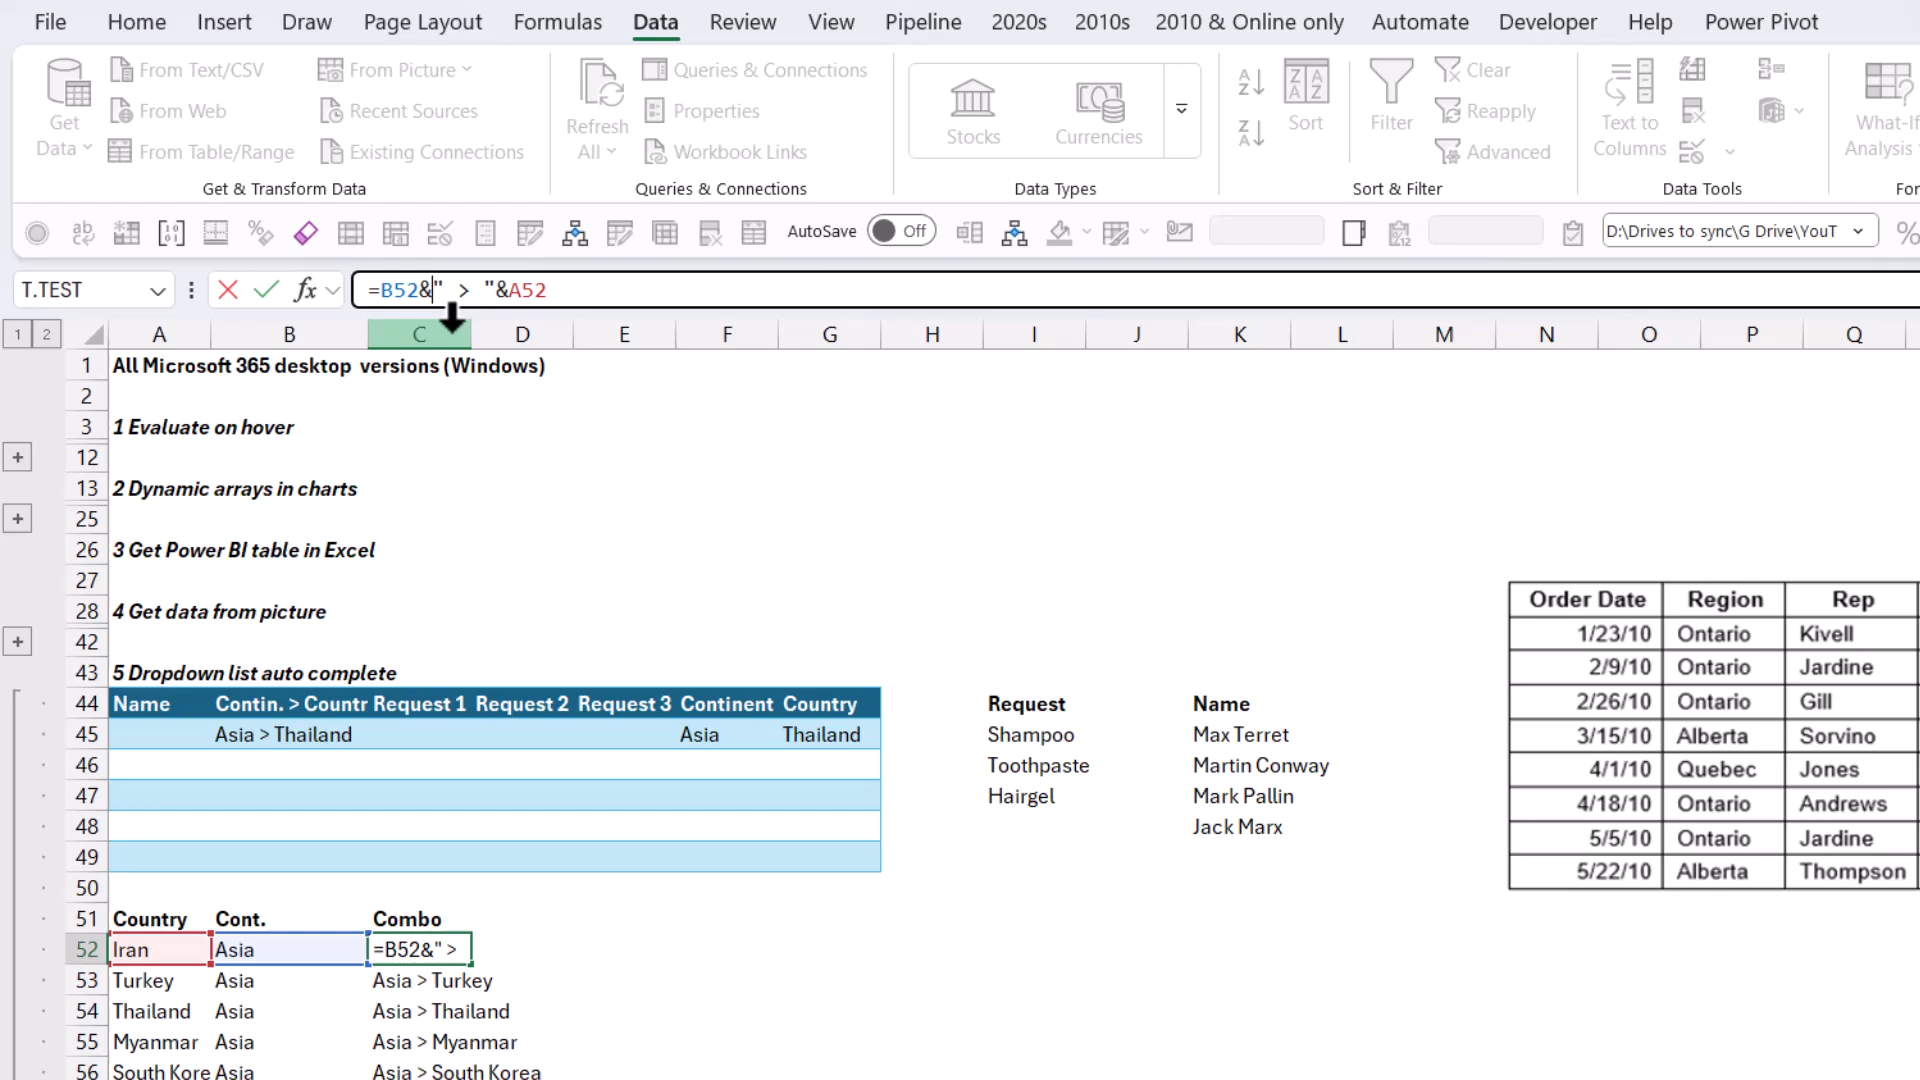 File Home Insert Draw Page Layout Formulas Data Review View Pipeline 2020s 2010s 2010 & Online only Automate Developer Help Power Pivot
Get Data
From Text/CSV
From Web
From Table/Range
From Picture
Recent Sources
Existing Connections
Get & Transform Data
Refresh All
Queries & Connections
Properties
Workbook Links
Queries & Connections
Stocks
Currencies
Data Types
Sort
Filter
Clear
Reapply
Advanced
Sort & Filter
Text to Columns
Data Tools
What-If
Analysis
For
AutoSave Off D:\Drives to sync\G Drive\YouT
T.TEST fx =B52&" > "&A52
1 2 A B C D E F G H I J K L M N O P Q
1 All Microsoft 365 desktop versions (Windows)
2
3 1 Evaluate on hover
12
13 2 Dynamic arrays in charts
25
26 3 Get Power BI table in Excel
27
28 4 Get data from picture
42
43 5 Dropdown list auto complete
44 Name Contin. > Countr Request 1 Request 2 Request 3 Continent Country Request Name
45 Asia > Thailand Asia Thailand Shampoo Max Terret
46 Toothpaste Martin Conway
47 Hairgel Mark Pallin
48 Jack Marx
49
50
51 Country Cont. Combo
52 Iran Asia =B52&" >
53 Turkey Asia Asia > Turkey
54 Thailand Asia Asia > Thailand
55 Myanmar Asia Asia > Myanmar
56 South Kore Asia Asia > South Korea
Order Date Region Rep
1/23/10 Ontario Kivell
2/9/10 Ontario Jardine
2/26/10 Ontario Gill
3/15/10 Alberta Sorvino
4/1/10 Quebec Jones
4/18/10 Ontario Andrews
5/5/10 Ontario Jardine
5/22/10 Alberta Thompson